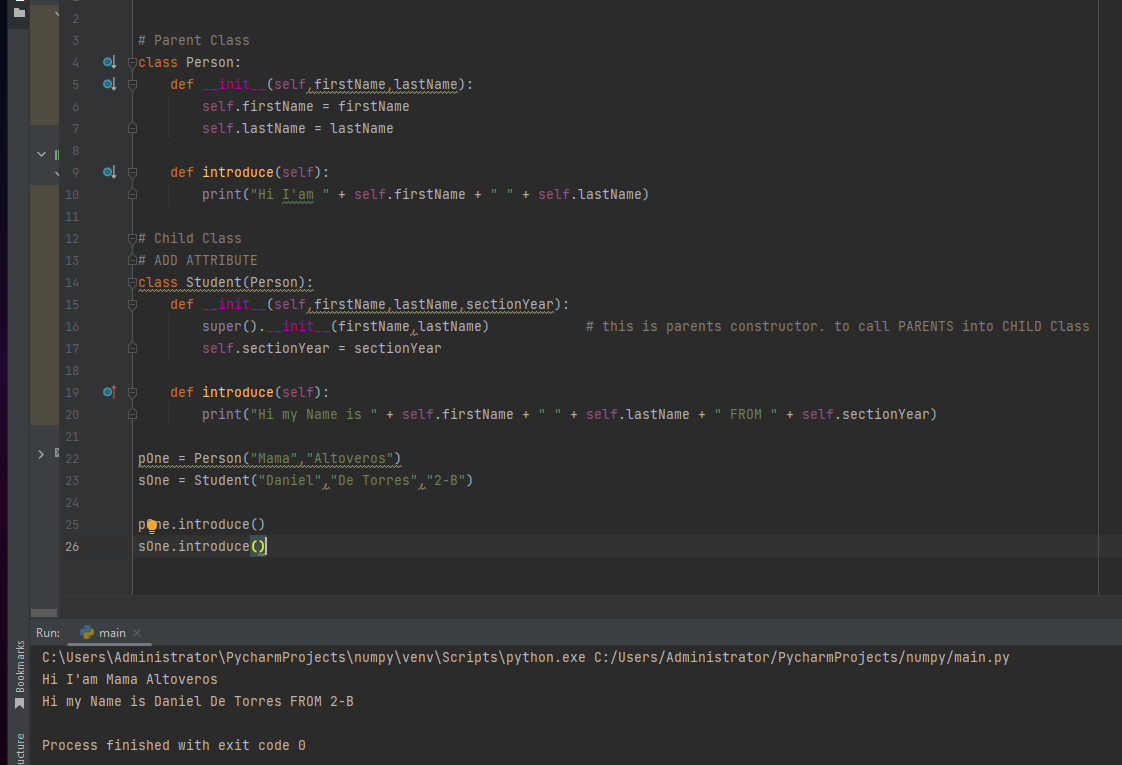 2
3 # Parent Class
4 class Person:
5 def __init__(self,firstName,lastName):
6 self.firstName = firstName
7 self.lastName = lastName
8
9 def introduce(self):
10 print("Hi I'am " + self.firstName + " " + self.lastName)
11
12 # Child Class
13 # ADD ATTRIBUTE
14 class Student(Person):
15 def __init__(self,firstName,lastName,sectionYear):
16 super().__init__(firstName,lastName) # this is parents constructor. to call PARENTS into CHILD Class
17 self.sectionYear = sectionYear
18
19 def introduce(self):
20 print("Hi my Name is " + self.firstName + " " + self.lastName + " FROM " + self.sectionYear)
21
22 pOne = Person("Mama","Altoveros")
23 sOne = Student("Daniel","De Torres","2-B")
24
25 pOne.introduce()
26 sOne.introduce()
Run: main
C:\Users\Administrator\PycharmProjects\numpy\venv\Scripts\python.exe C:/Users/Administrator/PycharmProjects/numpy/main.py
Hi I'am Mama Altoveros
Hi my Name is Daniel De Torres FROM 2-B
Process finished with exit code 0
Bookmarks
ucture